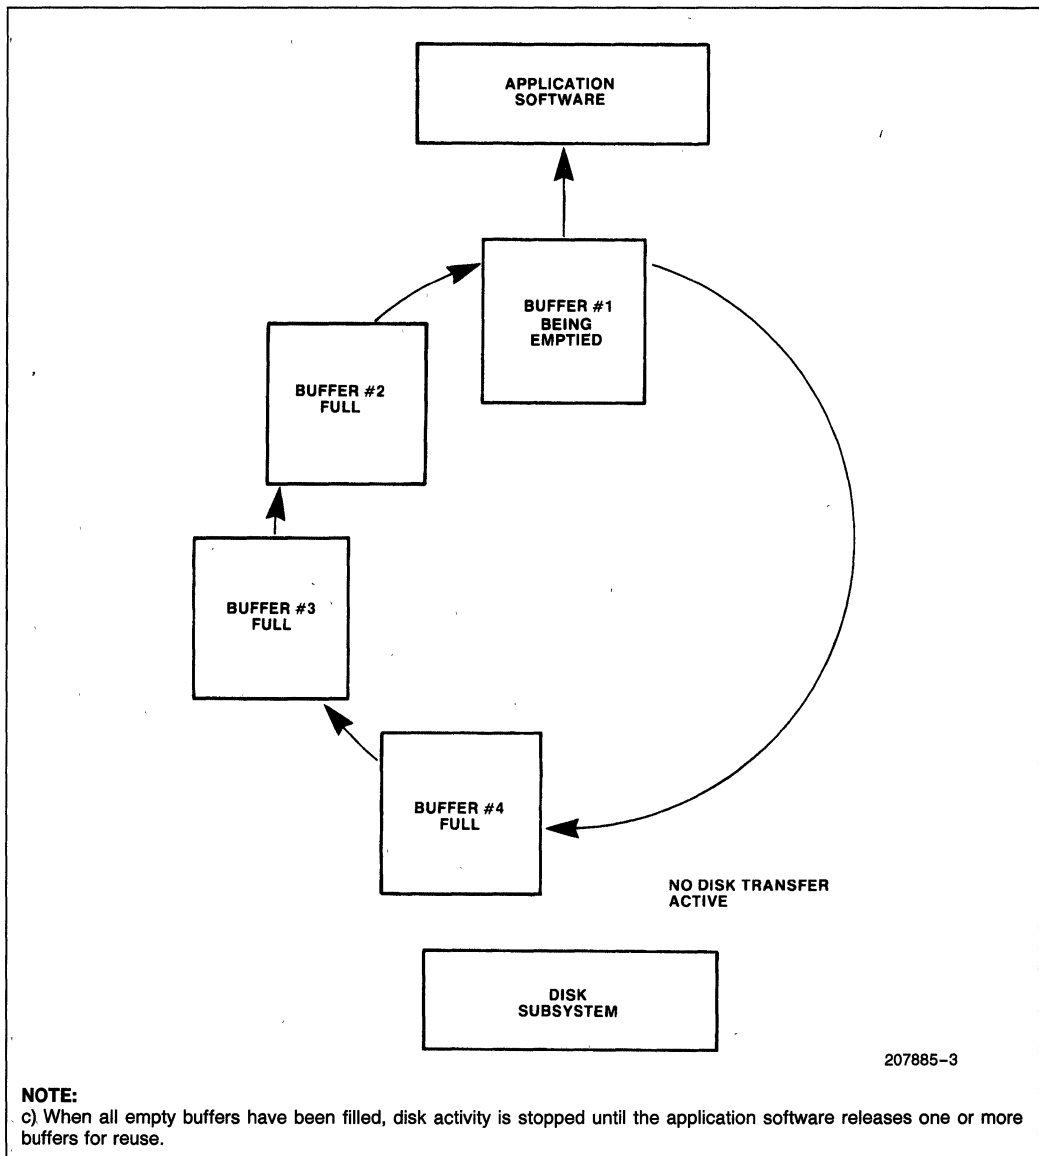 APPLICATION
SOFTWARE
BUFFER #1
BEING
EMPTIED
BUFFER #2
FULL
BUFFER #3
FULL
BUFFER #4
FULL
NO DISK TRANSFER
ACTIVE
DISK
SUBSYSTEM
207885-3
NOTE:
c) When all empty buffers have been filled, disk activity is stopped until the application software releases one or more
buffers for reuse.